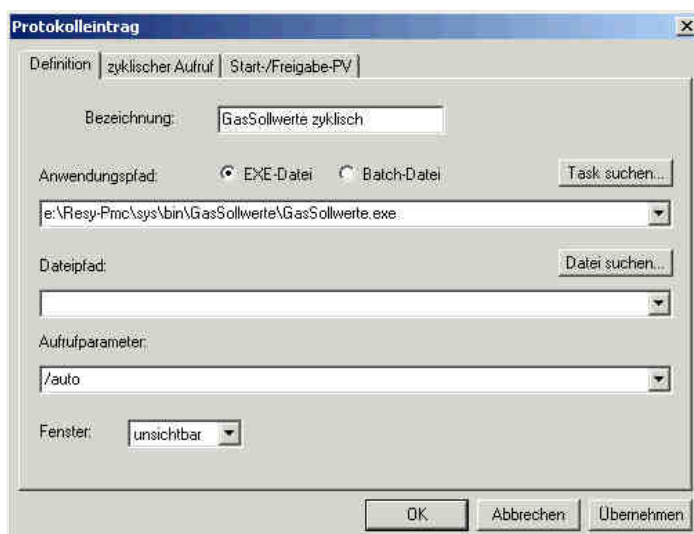 Protokolleintrag
Definition zyklischer Aufruf Start-/Freigabe-PV
Bezeichnung: GasSollwerte zyklisch
Anwendungspfad: EXE-Datei Batch-Datei Task suchen...
e:\Resy-Pmc\sys\bin\GasSollwerte\GasSollwerte.exe
Dateipfad: Datei suchen...
Aufrufparameter:
/auto
Fenster: unsichtbar
OK Abbrechen Übernehmen